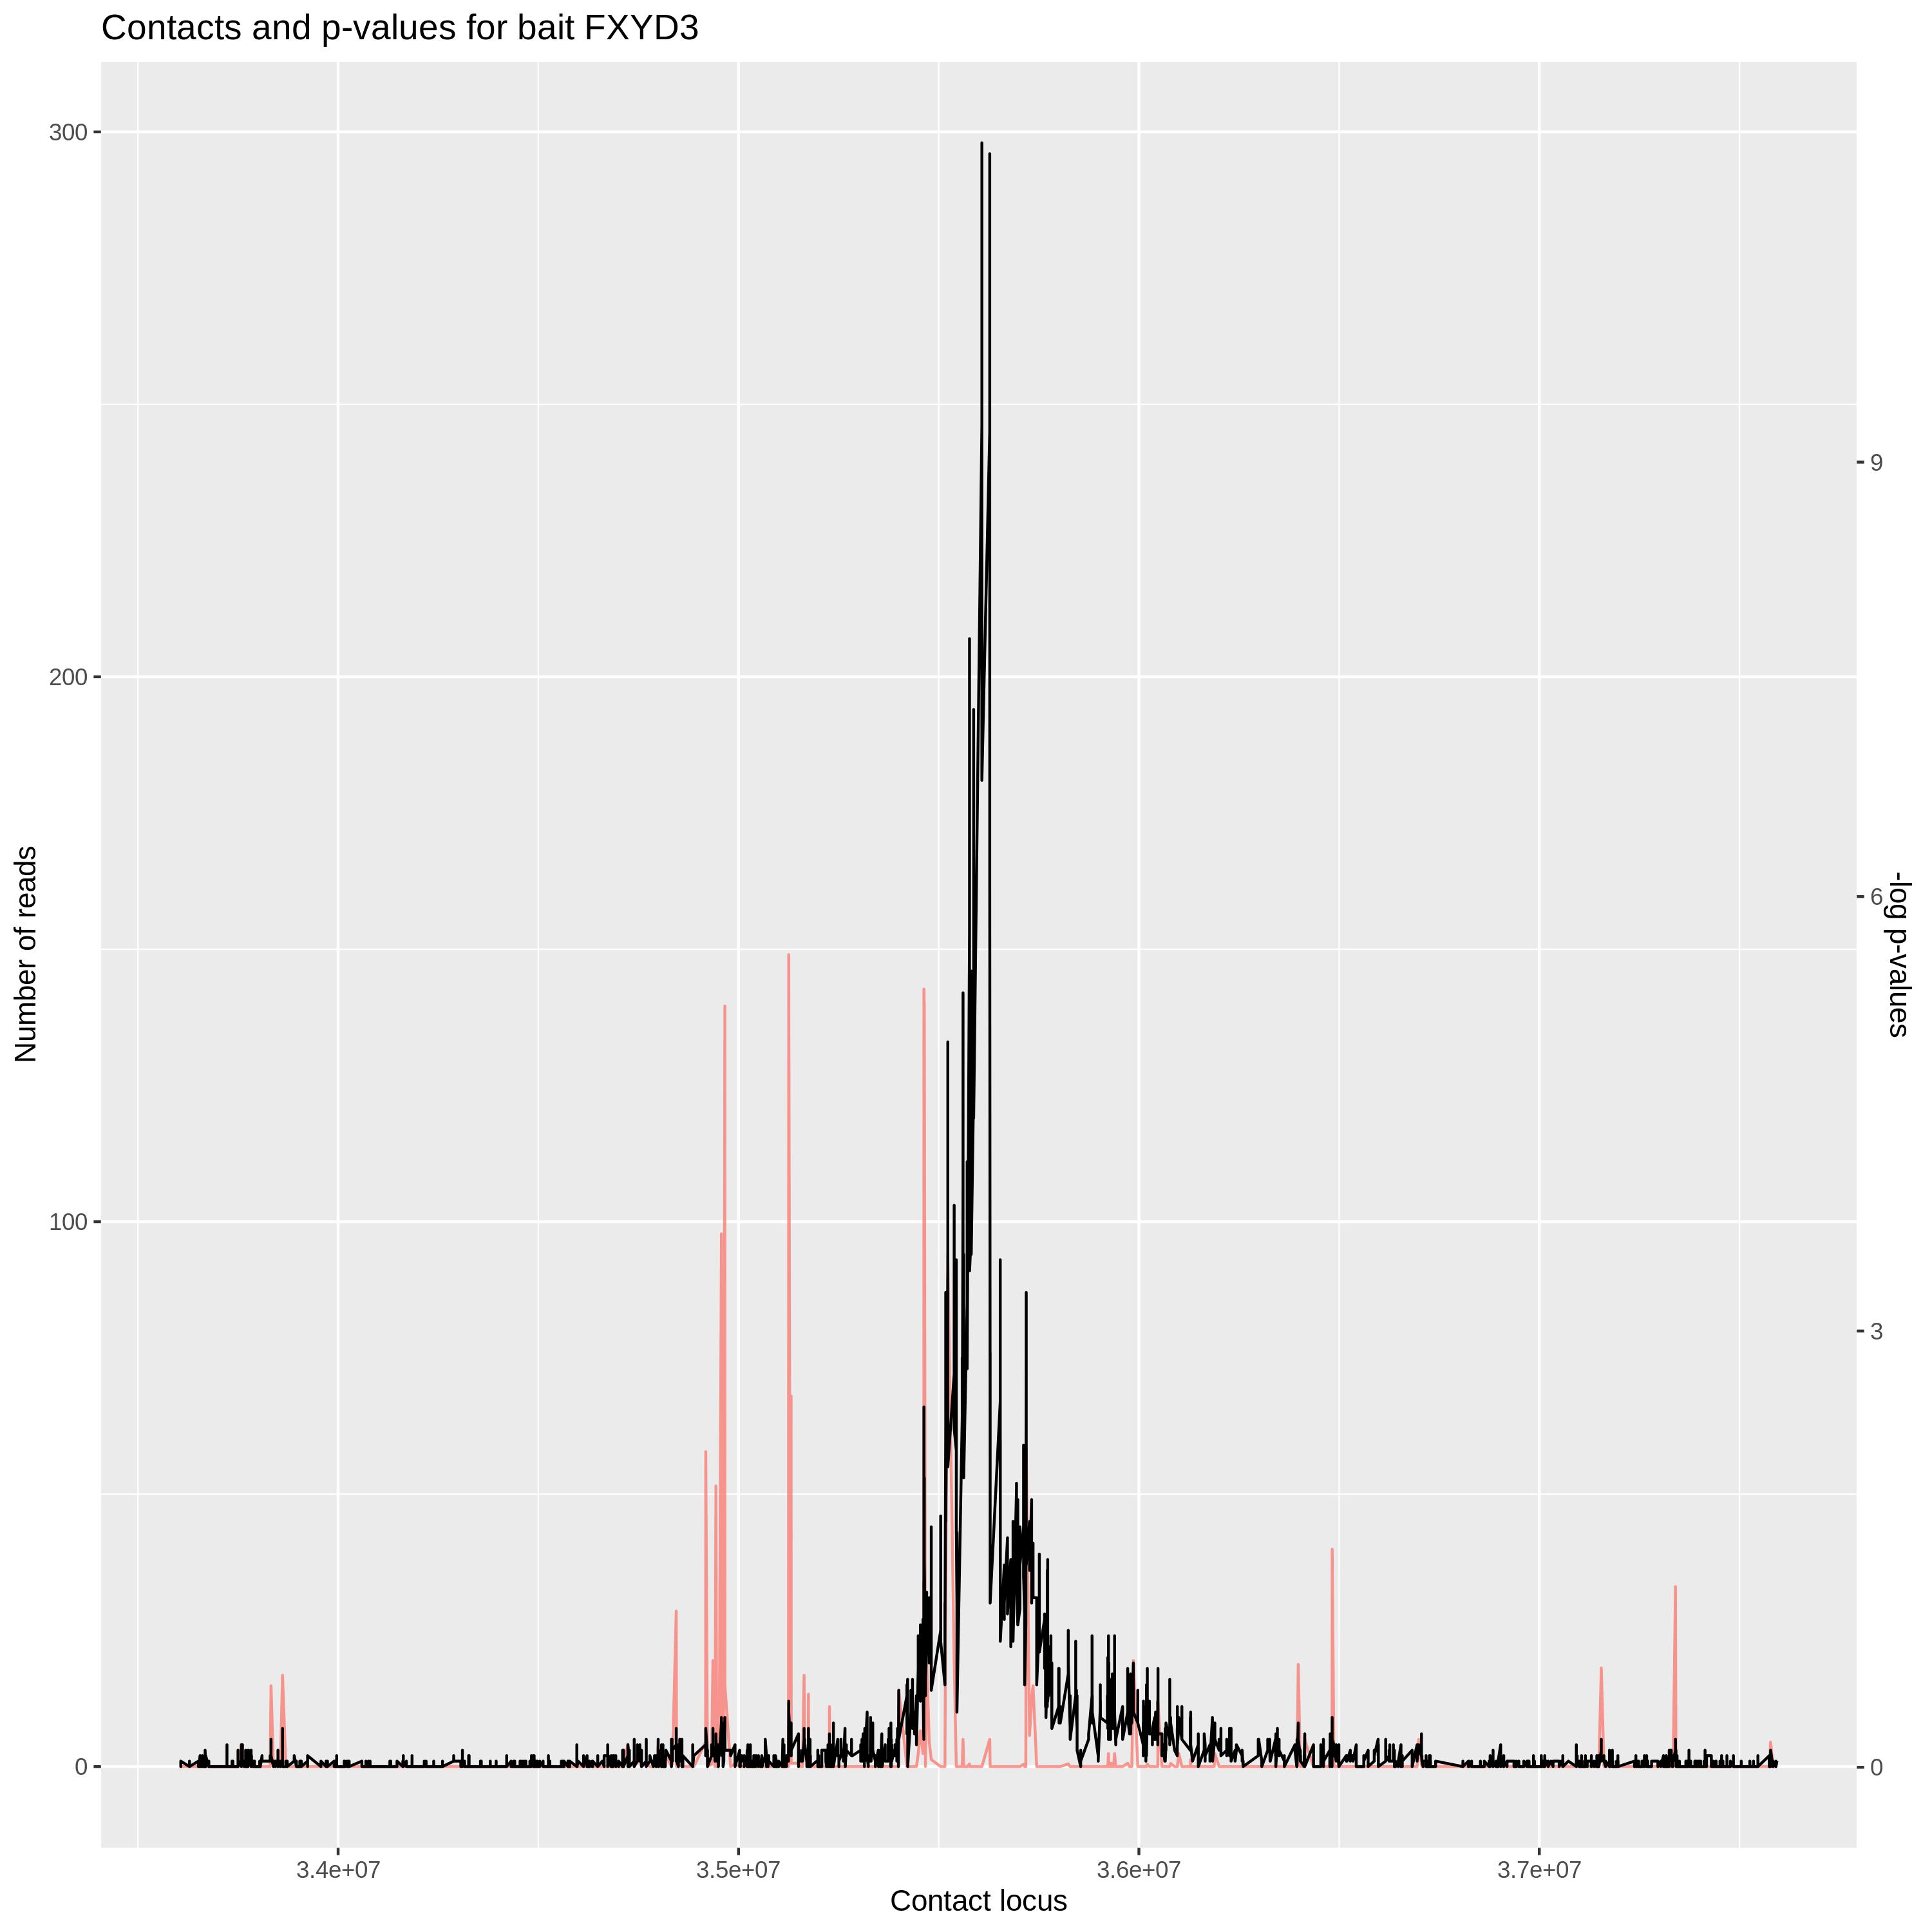 Contacts and p-values for bait FXYD3
300
200
100
0
Number of reads
9
6
3
0
-log p-values
3.4e+07 3.5e+07 3.6e+07 3.7e+07
Contact locus